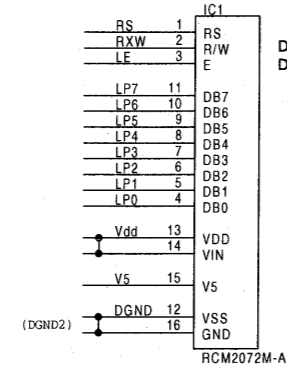 IC1
RS 1 RS
RXW 2 R/W D
LE 3 E D
LP7 11 DB7
LP6 10 DB6
LP5 9 DB5
LP4 8 DB4
LP3 7 DB3
LP2 6 DB2
LP1 5 DB1
LP0 4 DB0
Vdd 13 VDD
14 VIN
V5 15 V5
DGND 12 VSS
(DGND2) 16 GND
RCM2072M-A